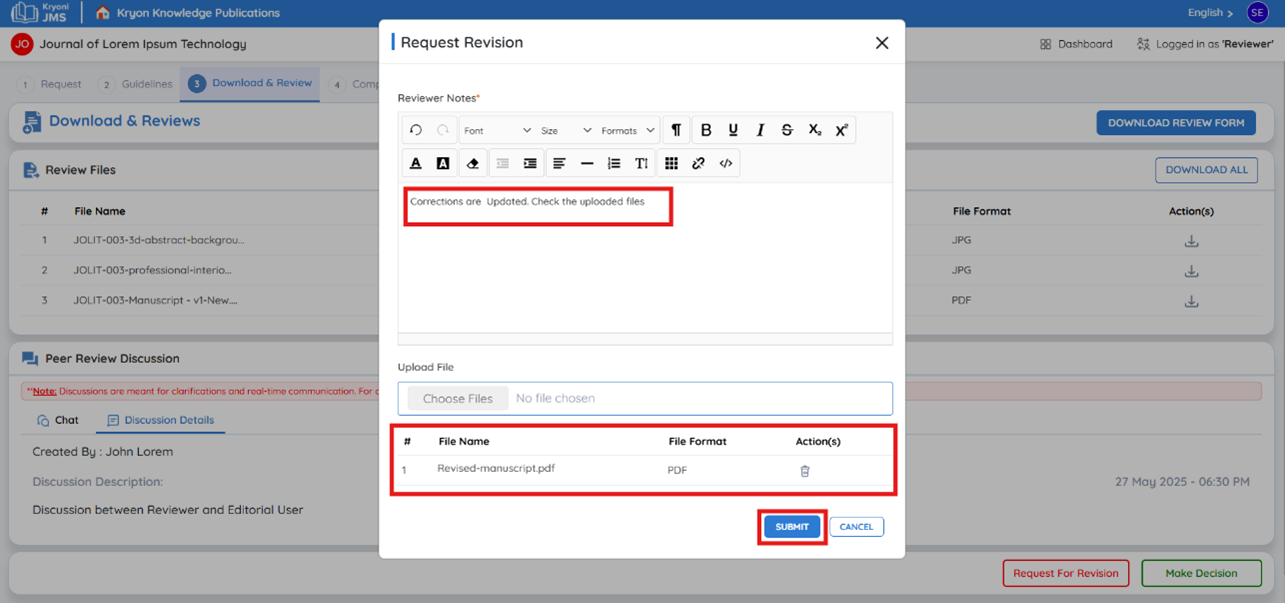 Kryoni
JMS
Kryon Knowledge Publications
English
SE
JO
Journal of Lorem Ipsum Technology
Dashboard
Logged in as 'Reviewer'
1 Request
2 Guidelines
3 Download & Review
4 Comp
Download & Reviews
DOWNLOAD REVIEW FORM
Review Files
DOWNLOAD ALL
# File Name File Format Action(s)
1 JOLIT-003-3d-abstract-backgrou... JPG
2 JOLIT-003-professional-interio... JPG
3 JOLIT-003-Manuscript - v1-New.... PDF
Peer Review Discussion
**Note: Discussions are meant for clarifications and real-time communication. For
Chat
Discussion Details
Created By : John Lorem
Discussion Description:
27 May 2025 - 06:30 PM
Discussion between Reviewer and Editorial User
Request For Revision
Make Decision
Request Revision
Reviewer Notes*
Font Size Formats ¶ B U I S X₂ X²
A A T
Corrections are  Updated. Check the uploaded files
Upload File
Choose Files No file chosen
# File Name File Format Action(s)
1 Revised-manuscript.pdf PDF
SUBMIT
CANCEL